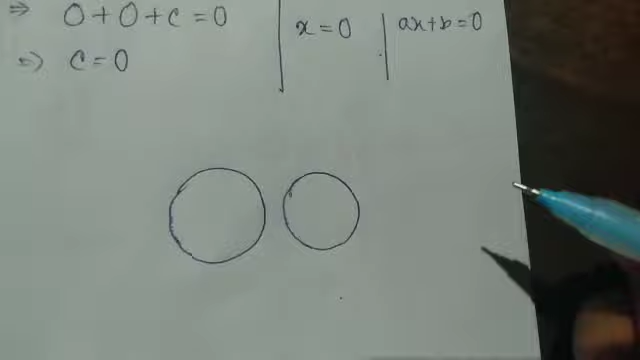 ⇒ 0 + 0 + c = 0
⇒ c = 0
x = 0
ax + b = 0